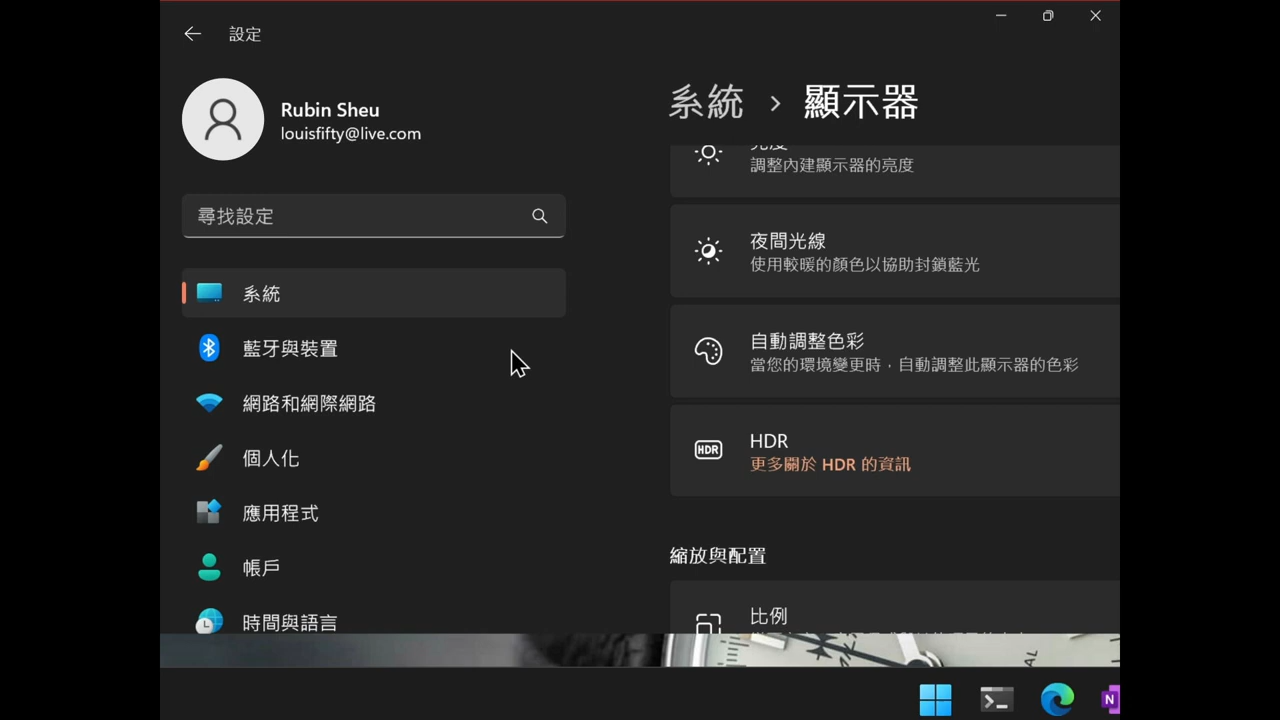 設定
Rubin Sheu
louisfifty@live.com
尋找設定
系統
藍牙與裝置
網路和網際網路
個人化
應用程式
帳戶
時間與語言
系統 › 顯示器
亮度
調整內建顯示器的亮度
夜間光線
使用較暖的顏色以協助封鎖藍光
自動調整色彩
當您的環境變更時，自動調整此顯示器的色彩
HDR
HDR
更多關於 HDR 的資訊
縮放與配置
比例